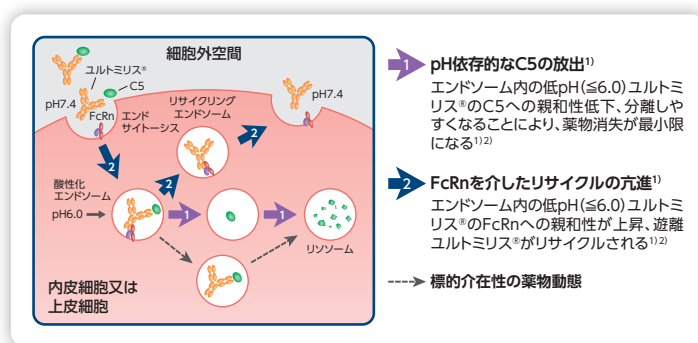 細胞外空間
ユルトミリス®
C5
pH7.4
FcRn
エンド
サイトーシス
リサイクリング
エンドソーム
pH7.4
2
2
2
酸性化
エンドソーム
pH6.0
1
1
リソソーム
内皮細胞又は
上皮細胞
1 pH依存的なC5の放出1)
エンドソーム内の低pH(≦6.0)ユルトミ
リス®のC5への親和性低下、分離しや
すくなることにより、薬物消失が最小限
になる1)2)
2 FcRnを介したリサイクルの亢進1)
エンドソーム内の低pH(≦6.0)ユルトミ
リス®のFcRnへの親和性が上昇、遊離
ユルトミリス®がリサイクルされる1)2)
標的介在性の薬物動態